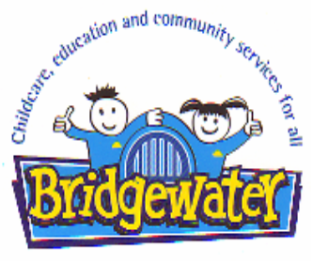 Childcare, education and community services for all
Bridgewater